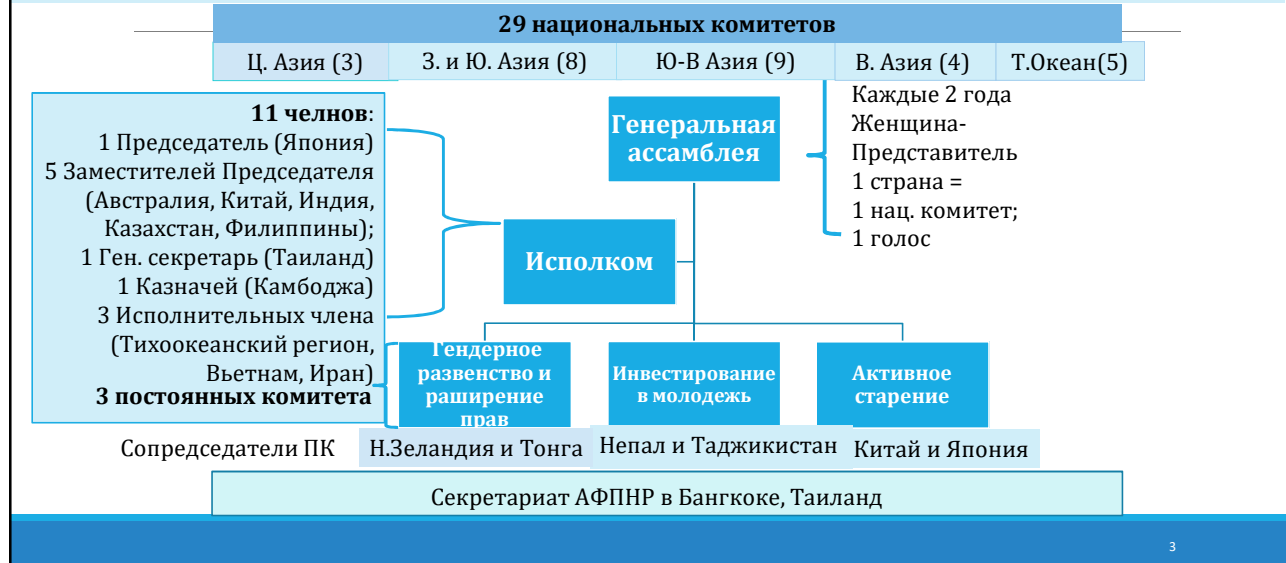 29 национальных комитетов
Ц. Азия (3)
З. и Ю. Азия (8)
Ю-В Азия (9)
В. Азия (4)
Т.Океан(5)
11 челнов:
1 Председатель (Япония)
5 Заместителей Председателя
(Австралия, Китай, Индия,
Казахстан, Филиппины);
1 Ген. секретарь (Таиланд)
1 Казначей (Камбоджа)
3 Исполнительных члена
(Тихоокеанский регион,
Вьетнам, Иран)
3 постоянных комитета
Генеральная
ассамблея
Каждые 2 года
Женщина-
Представитель
1 страна =
1 нац. комитет;
1 голос
Исполком
Гендерное
развенство и
раширение
прав
Инвестирование
в молодежь
Активное
старение
Сопредседатели ПК
Н.Зеландия и Тонга
Непал и Таджикистан
Китай и Япония
Секретариат АФПНР в Бангкоке, Таиланд
3